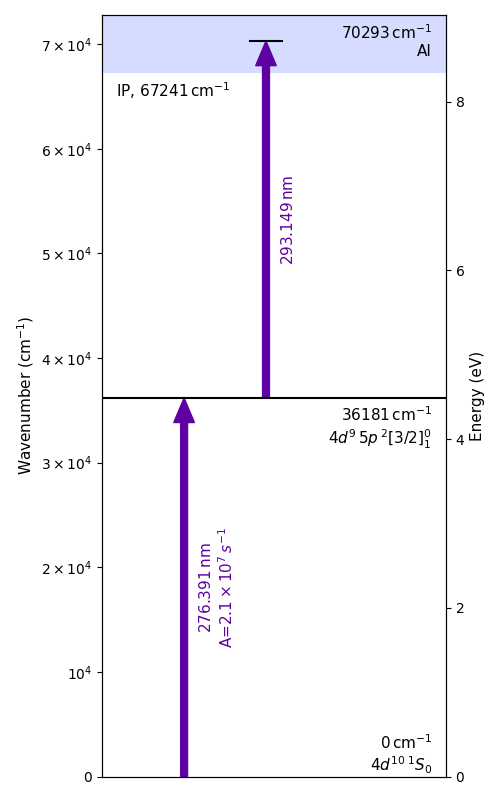 70293 cm⁻¹
AI
IP, 67241 cm⁻¹
293.149 nm
36181 cm⁻¹
4d⁹ 5p ²[3/2]⁰₁
276.391 nm
A=2.1 × 10⁷ s⁻¹
0 cm⁻¹
4d¹⁰ ¹S₀
Wavenumber (cm⁻¹)
7 × 10⁴
6 × 10⁴
5 × 10⁴
4 × 10⁴
3 × 10⁴
2 × 10⁴
10⁴
0
Energy (eV)
8
6
4
2
0